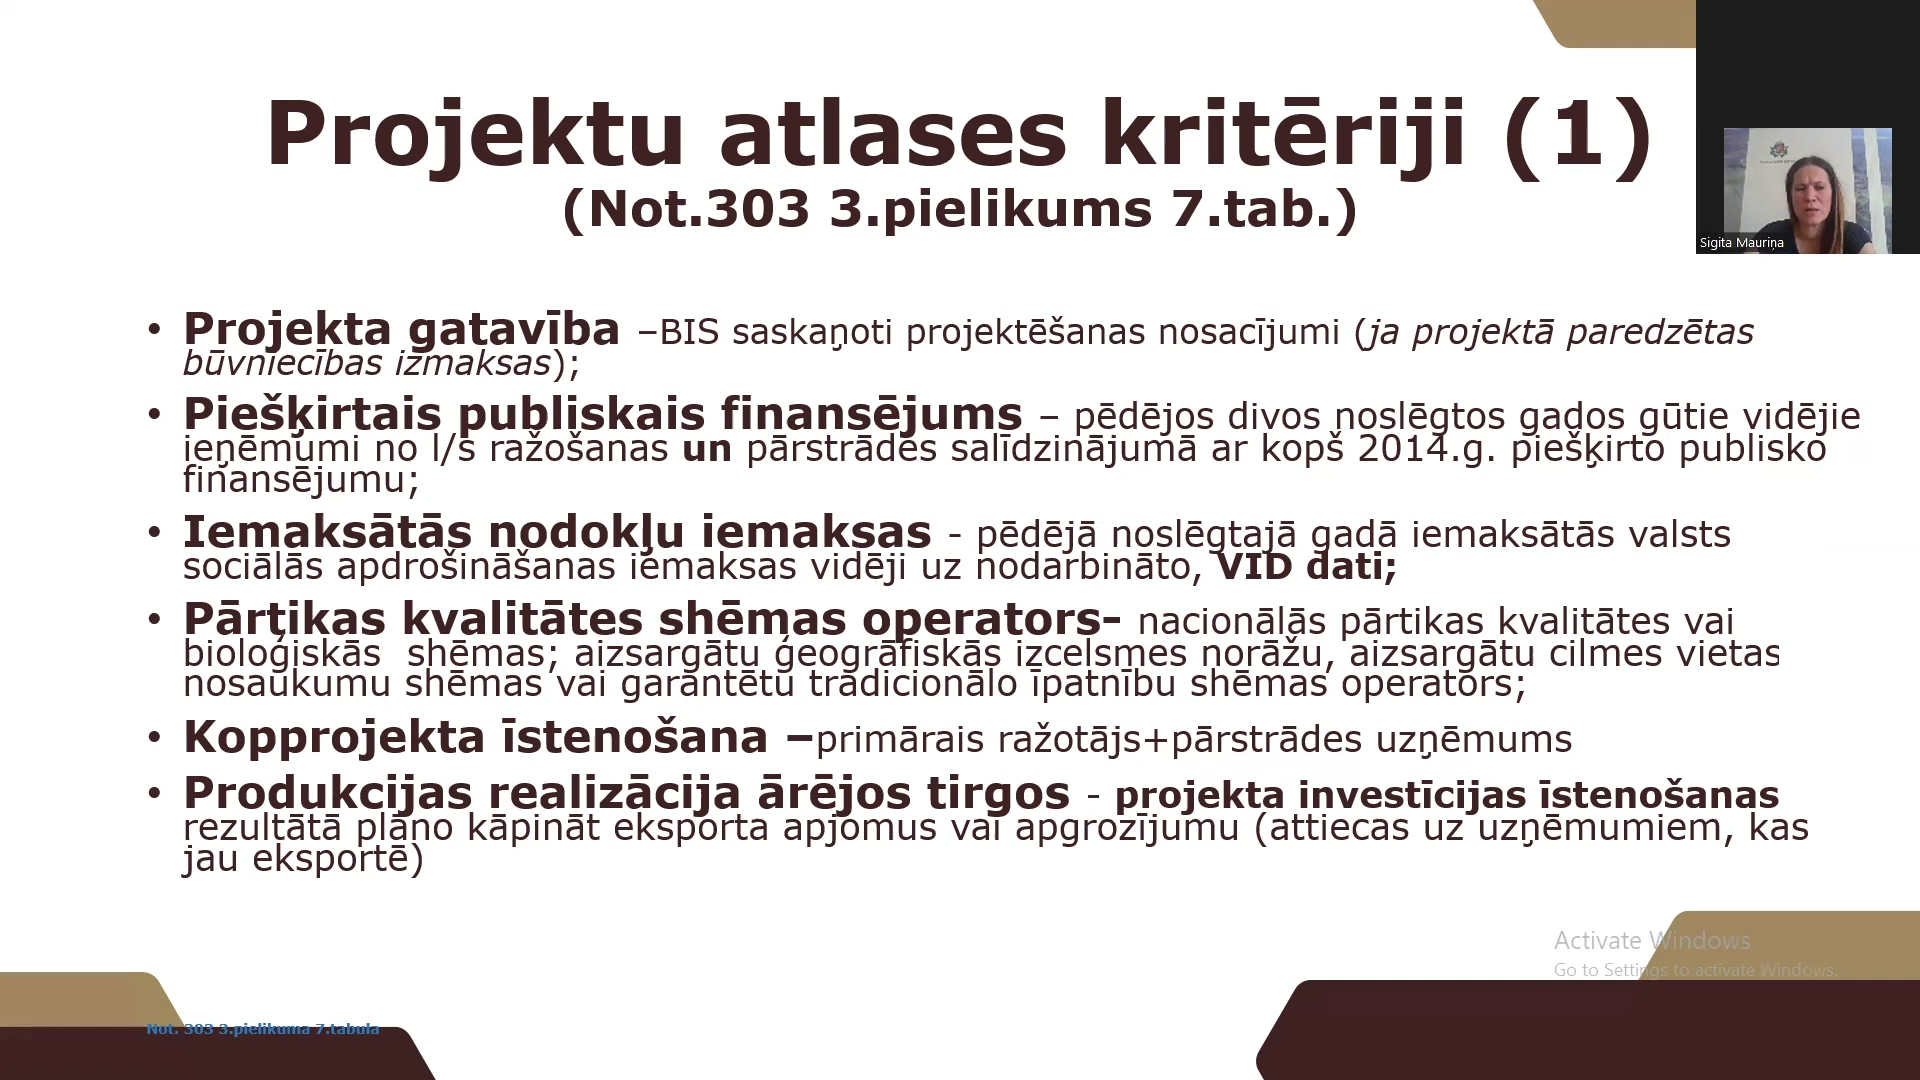 Projektu atlases kritēriji (1)
(Not.303 3.pielikums 7.tab.)
Sigita Mauriņa
• Projekta gatavība –BIS saskaņoti projektēšanas nosacījumi (ja projektā paredzētas
būvniecības izmaksas);
• Piešķirtais publiskais finansējums – pēdējos divos noslēgtos gados gūtie vidējie
ieņēmumi no l/s ražošanas un pārstrādes salīdzinājumā ar kopš 2014.g. piešķirto publisko
finansējumu;
• Iemaksātās nodokļu iemaksas - pēdējā noslēgtajā gadā iemaksātās valsts
sociālās apdrošināšanas iemaksas vidēji uz nodarbināto, VID dati;
• Pārtikas kvalitātes shēmas operators- nacionālās pārtikas kvalitātes vai
bioloģiskās  shēmas; aizsargātu ģeogrāfiskās izcelsmes norāžu, aizsargātu cilmes vietas
nosaukumu shēmas vai garantētu tradicionālo īpatnību shēmas operators;
• Kopprojekta īstenošana –primārais ražotājs+pārstrādes uzņēmums
• Produkcijas realizācija ārējos tirgos - projekta investīcijas īstenošanas
rezultātā plāno kāpināt eksporta apjomus vai apgrozījumu (attiecas uz uzņēmumiem, kas
jau eksportē)
Activate Windows
Go to Settings to activate Windows.
Not. 303 3.pielikuma 7.tabula